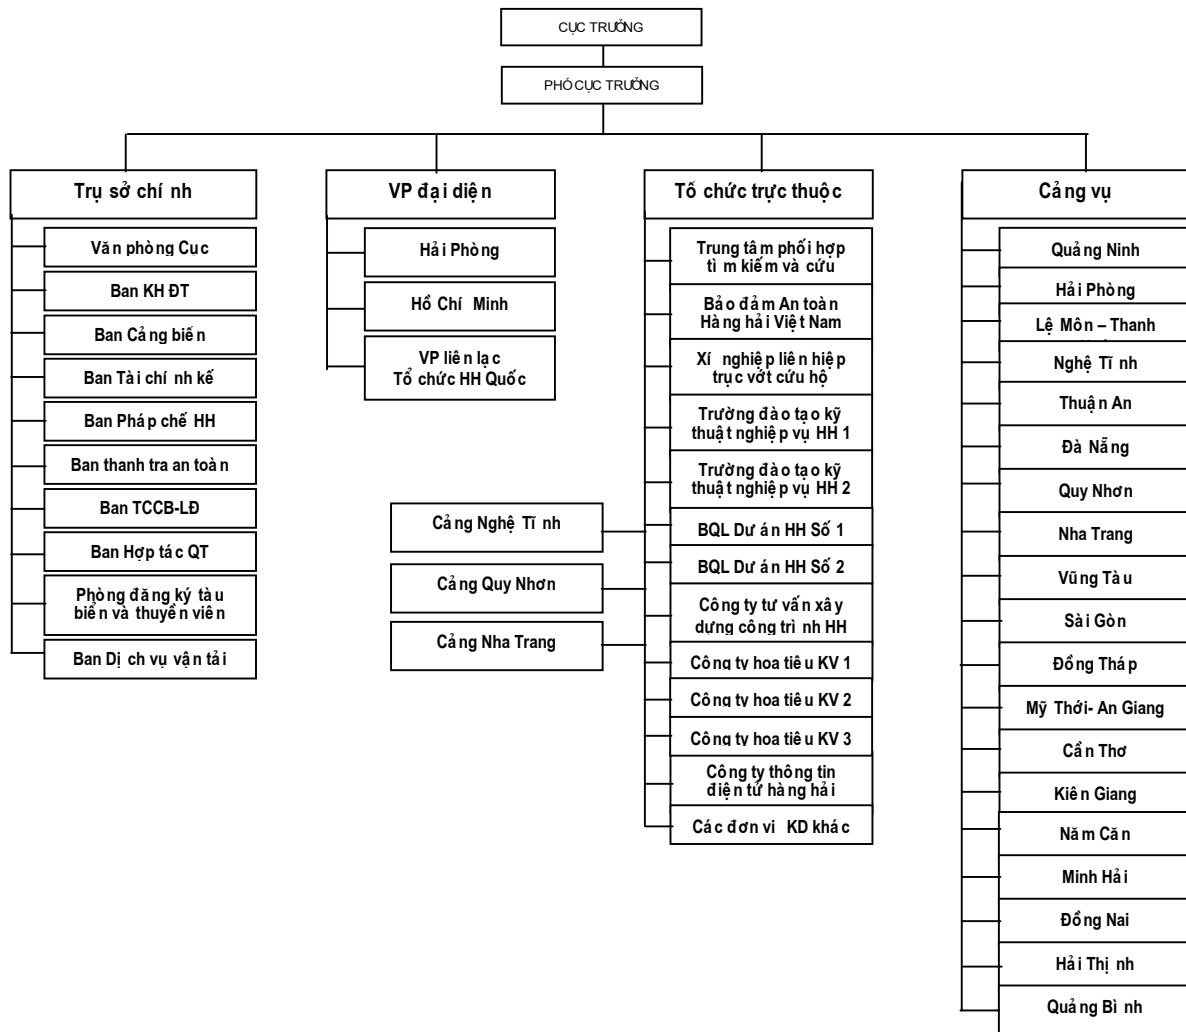 CỤC TRƯỞNG
PHÓ CỤC TRƯỞNG
Trụ sở chính
Văn phòng Cục
Ban KH ĐT
Ban Cảng biển
Ban Tài chính kế
Ban Pháp chế HH
Ban thanh tra an toàn
Ban TCCB-LĐ
Ban Hợp tác QT
Phòng đăng ký tàu
biển và thuyền viên
Ban Dịch vụ vận tải
VP đại diện
Hải Phòng
Hồ Chí Minh
VP liên lạc
Tổ chức HH Quốc
Tổ chức trực thuộc
Trung tâm phối hợp
tìm kiếm và cứu
Bảo đảm An toàn
Hàng hải Việt Nam
Xí nghiệp liên hiệp
trục vớt cứu hộ
Trường đào tạo kỹ
thuật nghiệp vụ HH 1
Trường đào tạo kỹ
thuật nghiệp vụ HH 2
BQL Dự án HH Số 1
BQL Dự án HH Số 2
Công ty tư vấn xây
dựng công trình HH
Công ty hoa tiêu KV 1
Công ty hoa tiêu KV 2
Công ty hoa tiêu KV 3
Công ty thông tin
điện tử hàng hải
Các đơn vị KD khác
Cảng Nghệ Tĩnh
Cảng Quy Nhơn
Cảng Nha Trang
Cảng vụ
Quảng Ninh
Hải Phòng
Lệ Môn – Thanh
Nghệ Tĩnh
Thuận An
Đà Nẵng
Quy Nhơn
Nha Trang
Vũng Tàu
Sài Gòn
Đồng Tháp
Mỹ Thới- An Giang
Cần Thơ
Kiên Giang
Năm Căn
Minh Hải
Đồng Nai
Hải Thịnh
Quảng Bình